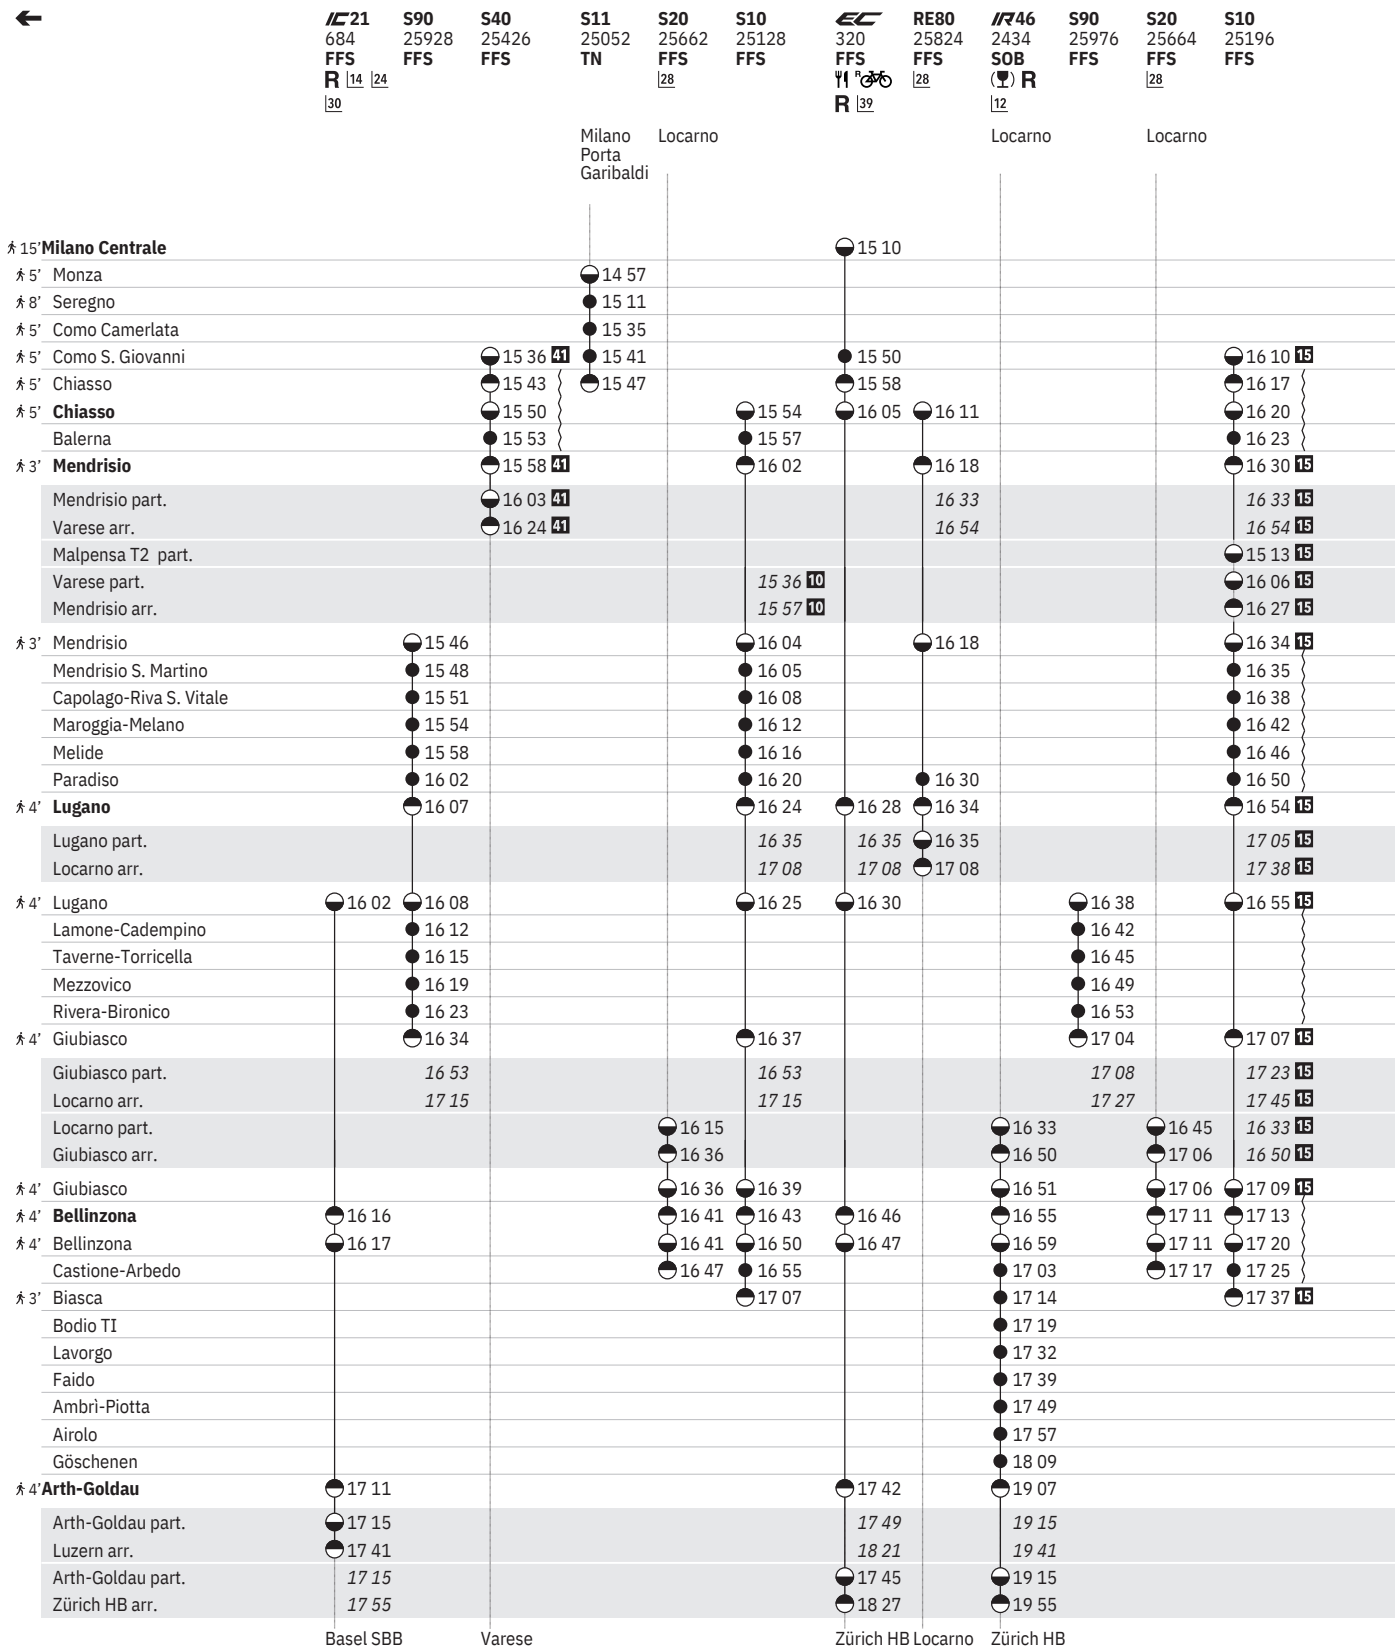 IC21 S90 S40 S11 S20 S10 EC RE80 IR46 S90 S20 S10
684 25928 25426 25052 25662 25128 320 25824 2434 25976 25664 25196
FFS FFS FFS TN FFS FFS FFS FFS SOB FFS FFS FFS
R 14 24 28 R 28 R 28
30 R 39 12
Milano Locarno Locarno Locarno
Porta
Garibaldi
15' Milano Centrale 15 10
5' Monza 14 57
8' Seregno 15 11
5' Como Camerlata 15 35
5' Como S. Giovanni 15 36 41 15 41 15 50 16 10 15
5' Chiasso 15 43 15 47 15 58 16 17
5' Chiasso 15 50 15 54 16 05 16 11 16 20
Balerna 15 53 15 57 16 23
3' Mendrisio 15 58 41 16 02 16 18 16 30 15
Mendrisio part. 16 03 41 16 33 16 33 15
Varese arr. 16 24 41 16 54 16 54 15
Malpensa T2 part. 15 13 15
Varese part. 15 36 10 16 06 15
Mendrisio arr. 15 57 10 16 27 15
3' Mendrisio 15 46 16 04 16 18 16 34 15
Mendrisio S. Martino 15 48 16 05 16 35
Capolago-Riva S. Vitale 15 51 16 08 16 38
Maroggia-Melano 15 54 16 12 16 42
Melide 15 58 16 16 16 46
Paradiso 16 02 16 20 16 30 16 50
4' Lugano 16 07 16 24 16 28 16 34 16 54 15
Lugano part. 16 35 16 35 16 35 17 05 15
Locarno arr. 17 08 17 08 17 08 17 38 15
4' Lugano 16 02 16 08 16 25 16 30 16 38 16 55 15
Lamone-Cadempino 16 12 16 42
Taverne-Torricella 16 15 16 45
Mezzovico 16 19 16 49
Rivera-Bironico 16 23 16 53
4' Giubiasco 16 34 16 37 17 04 17 07 15
Giubiasco part. 16 53 16 53 17 08 17 23 15
Locarno arr. 17 15 17 15 17 27 17 45 15
Locarno part. 16 15 16 33 16 45 16 33 15
Giubiasco arr. 16 36 16 50 17 06 16 50 15
4' Giubiasco 16 36 16 39 16 51 17 06 17 09 15
4' Bellinzona 16 16 16 41 16 43 16 46 16 55 17 11 17 13
4' Bellinzona 16 17 16 41 16 50 16 47 16 59 17 11 17 20
Castione-Arbedo 16 47 16 55 17 03 17 17 17 25
3' Biasca 17 07 17 14 17 37 15
Bodio TI 17 19
Lavorgo 17 32
Faido 17 39
Ambrì-Piotta 17 49
Airolo 17 57
Göschenen 18 09
4' Arth-Goldau 17 11 17 42 19 07
Arth-Goldau part. 17 15 17 49 19 15
Luzern arr. 17 41 18 21 19 41
Arth-Goldau part. 17 15 17 45 19 15
Zürich HB arr. 17 55 18 27 19 55
Basel SBB Varese Zürich HB Locarno Zürich HB